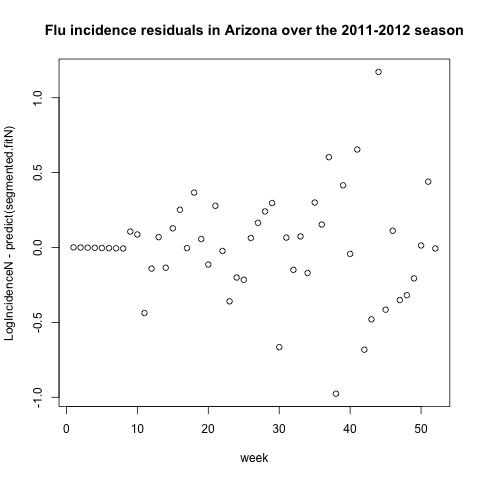 Flu incidence residuals in Arizona over the 2011-2012 season
LogIncidenceN - predict(segmented.fitN)
1.0
0.5
0.0
-0.5
-1.0
0 10 20 30 40 50
week